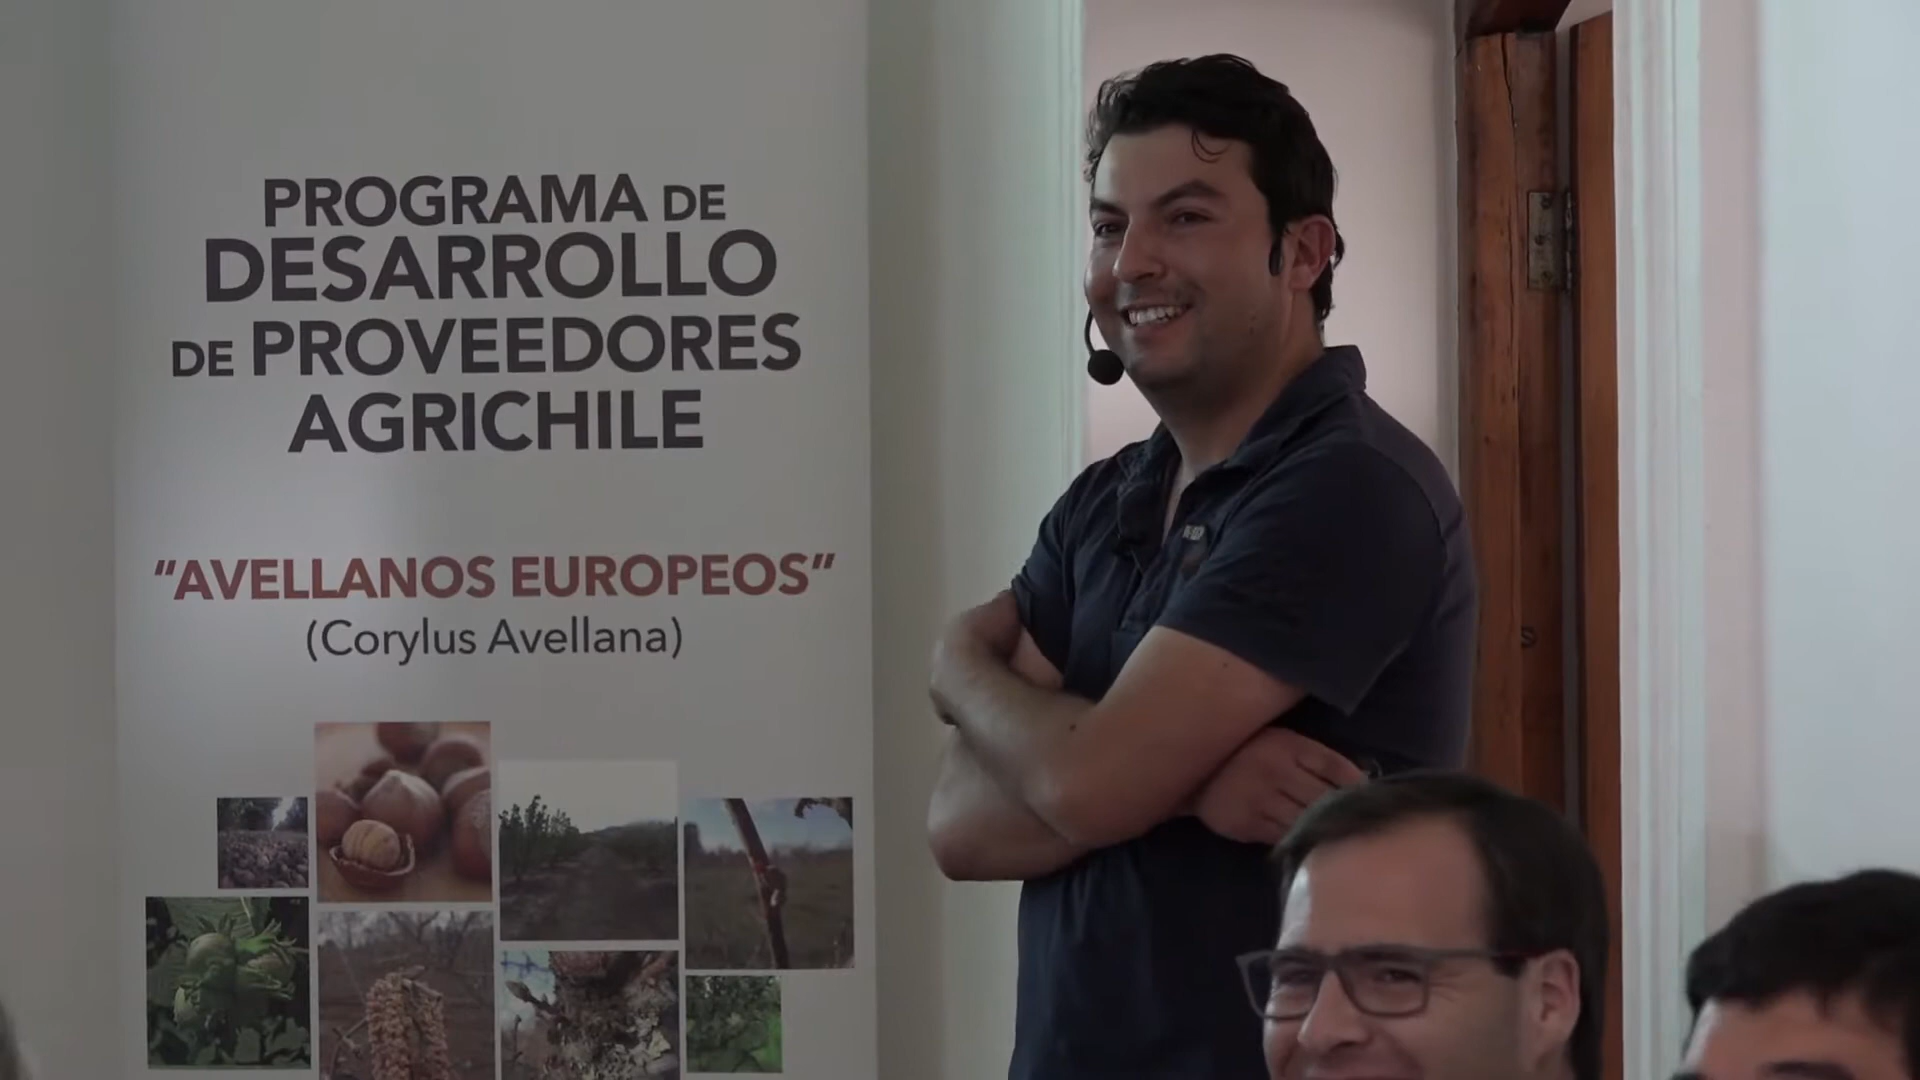 PROGRAMA DE
DESARROLLO
DE PROVEEDORES
AGRICHILE
“AVELLANOS EUROPEOS”
(Corylus Avellana)